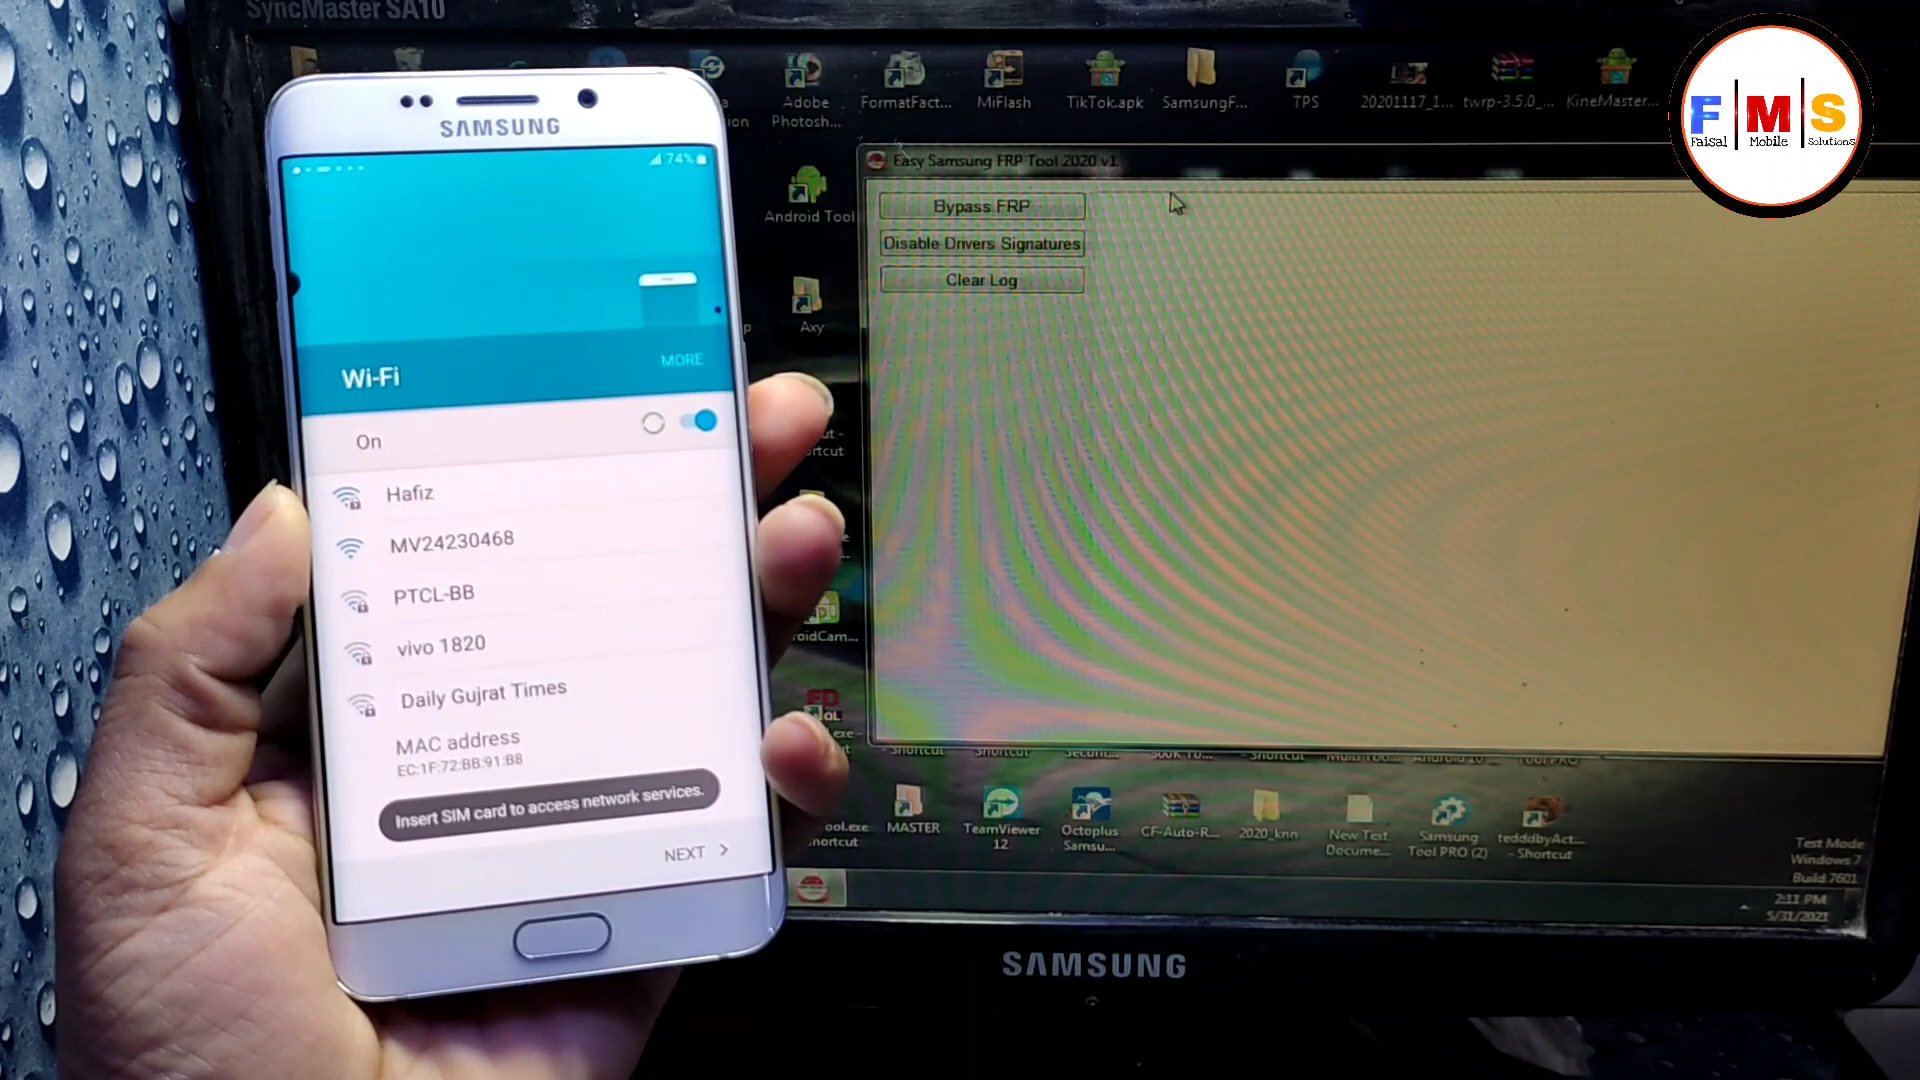 SyncMaster SA10
SAMSUNG
74%
Wi-Fi
MORE
On
Hafiz
MV24230468
PTCL-BB
vivo 1820
Daily Gujrat Times
MAC address
EC:1F:72:BB:91:B8
Insert SIM card to access network services.
NEXT
Adobe
Photosh...
FormatFact...
MiFlash
TikTok.apk
SamsungF...
TPS
20201117_1...
twrp-3.5.0_...
KineMaster...
F M S
Faisal Mobile Solutions
Android Tool
Axy
Easy Samsung FRP Tool 2020 v1
Bypass FRP
Disable Drivers Signatures
Clear Log
MASTER
TeamViewer
12
Octoplus
Samsu...
CF-Auto-R...
2020_knn
New Text
Docume...
Samsung
Tool PRO (2)
tedddbyAct...
- Shortcut
Test Mode
Windows 7
Build 7601
2:11 PM
5/31/2021
SAMSUNG